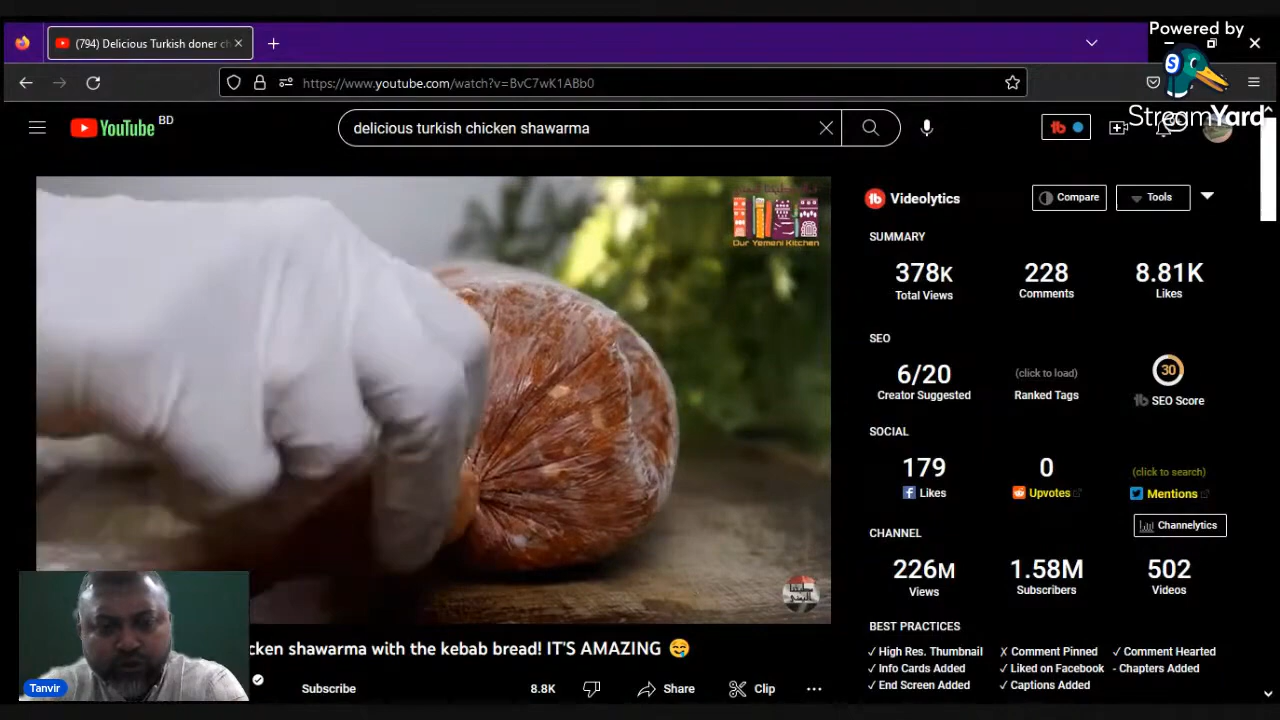 Powered by
StreamYard
(794) Delicious Turkish doner ch
https://www.youtube.com/watch?v=BvC7wK1ABb0
YouTube BD
delicious turkish chicken shawarma
tb
Our Yemeni Kitchen
tb Videolytics
Compare
Tools
SUMMARY
378K 228 8.81K
Total Views Comments Likes
SEO
6/20 (click to load) 30
Creator Suggested Ranked Tags tb SEO Score
SOCIAL
179 0 (click to search)
Likes Upvotes Mentions
Channelytics
CHANNEL
226M 1.58M 502
Views Subscribers Videos
BEST PRACTICES
✓ High Res. Thumbnail ✗ Comment Pinned ✓ Comment Hearted
✓ Info Cards Added ✓ Liked on Facebook - Chapters Added
✓ End Screen Added ✓ Captions Added
cken shawarma with the kebab bread! IT'S AMAZING 🤤
Tanvir
Subscribe
8.8K
Share
Clip